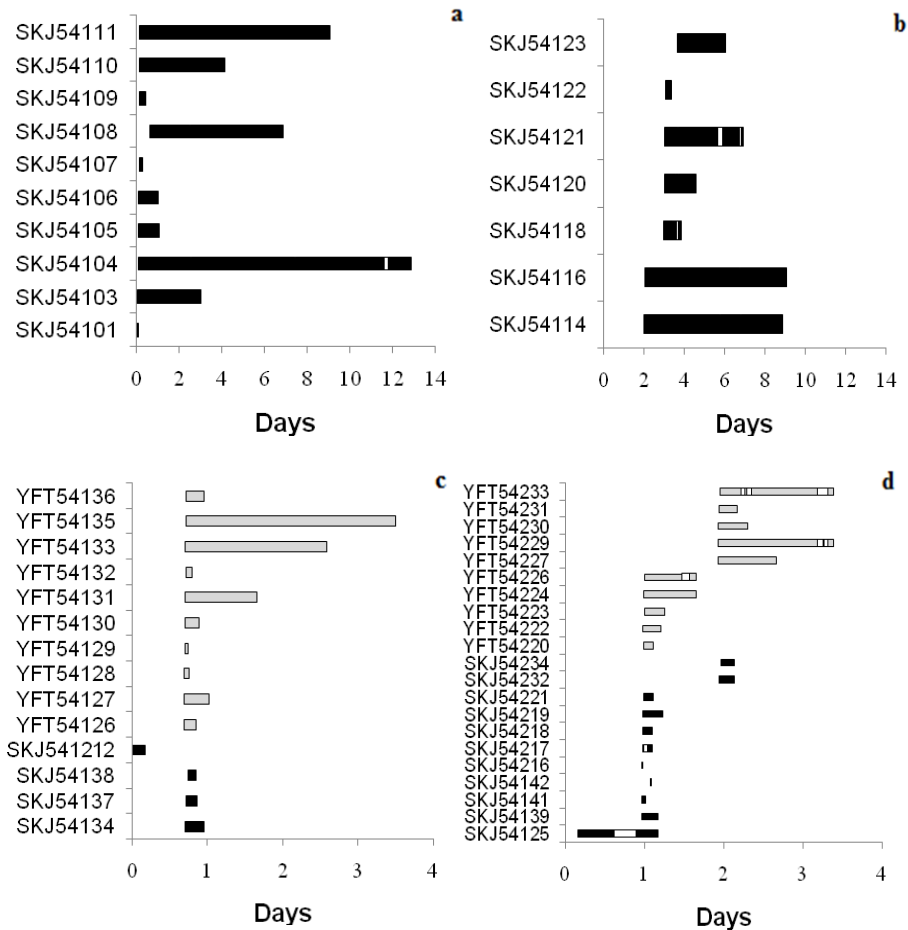 a
SKJ54111
SKJ54110
SKJ54109
SKJ54108
SKJ54107
SKJ54106
SKJ54105
SKJ54104
SKJ54103
SKJ54101
0 2 4 6 8 10 12 14
Days
b
SKJ54123
SKJ54122
SKJ54121
SKJ54120
SKJ54118
SKJ54116
SKJ54114
0 2 4 6 8 10 12 14
Days
c
YFT54136
YFT54135
YFT54133
YFT54132
YFT54131
YFT54130
YFT54129
YFT54128
YFT54127
YFT54126
SKJ541212
SKJ54138
SKJ54137
SKJ54134
0 1 2 3 4
Days
d
YFT54233
YFT54231
YFT54230
YFT54229
YFT54227
YFT54226
YFT54224
YFT54223
YFT54222
YFT54220
SKJ54234
SKJ54232
SKJ54221
SKJ54219
SKJ54218
SKJ54217
SKJ54216
SKJ54142
SKJ54141
SKJ54139
SKJ54125
0 1 2 3 4
Days